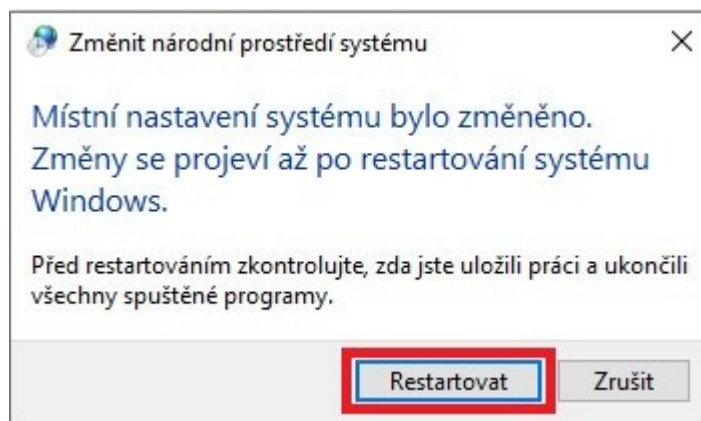 Změnit národní prostředí systému
Místní nastavení systému bylo změněno.
Změny se projeví až po restartování systému
Windows.
Před restartováním zkontrolujte, zda jste uložili práci a ukončili
všechny spuštěné programy.
Restartovat Zrušit